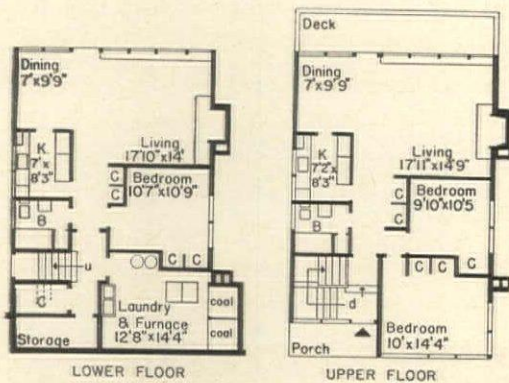 Dining
7'x9'9"
Living
17'10"x14'
K
7'
x
8'3"
C
C
Bedroom
10'7"x10'9"
B
u
C
C
C
Laundry
& Furnace
12'8"x14'4"
coal
coal
Storage
LOWER FLOOR
Deck
Dining
7'x9'9"
Living
17'11"x14'9"
K
7'2"x
8'3"
C
C
Bedroom
9'10"x10'5
B
C
C
C
d
Bedroom
10'x14'4"
Porch
UPPER FLOOR